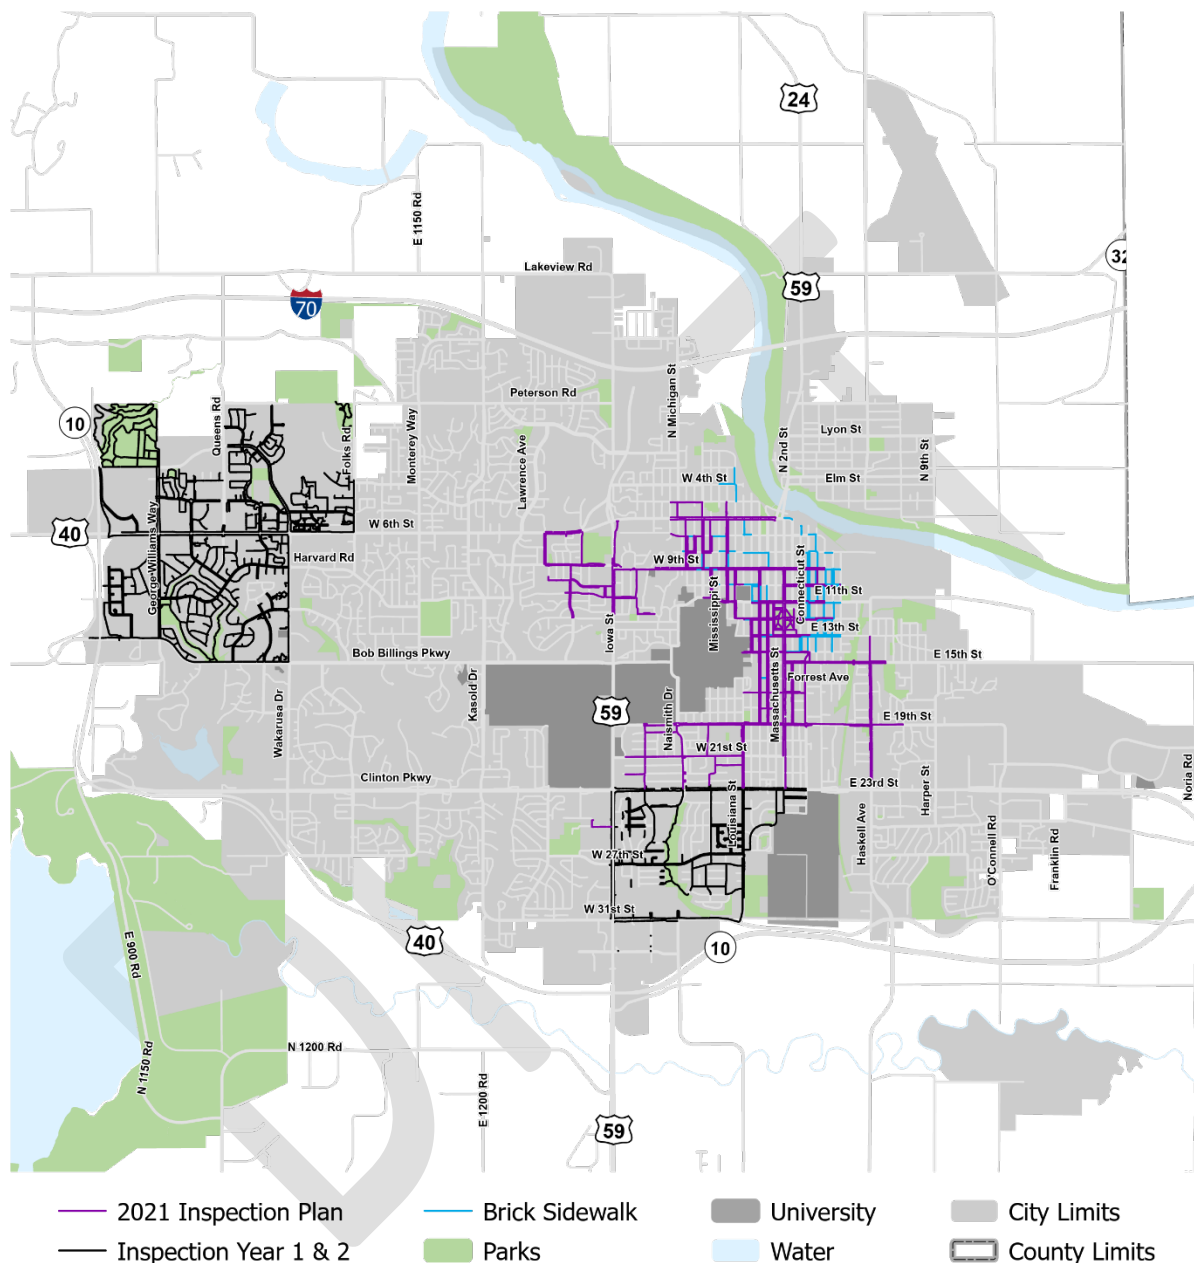 24
E 1150 Rd
32
Lakeview Rd
59
70
Peterson Rd
N Michigan St
10
Queens Rd
Folks Rd
Monterey Way
Lawrence Ave
Lyon St
N 2nd St
N 9th St
W 4th St
Elm St
40
George Williams Way
W 6th St
Harvard Rd
W 9th St
Connecticut St
Mississippi St
E 11th St
Iowa St
E 13th St
Bob Billings Pkwy
E 15th St
Massachusetts St
Forrest Ave
Kasold Dr
Wakarusa Dr
59
Naismith Dr
E 19th St
W 21st St
Clinton Pkwy
E 23rd St
Louisiana St
Harper St
Noria Rd
Haskell Ave
W 27th St
O'Connell Rd
Franklin Rd
W 31st St
E 900 Rd
40
10
N 1200 Rd
N 1150 Rd
E 1200 Rd
59
2021 Inspection Plan
Brick Sidewalk
University
City Limits
Inspection Year 1 & 2
Parks
Water
County Limits